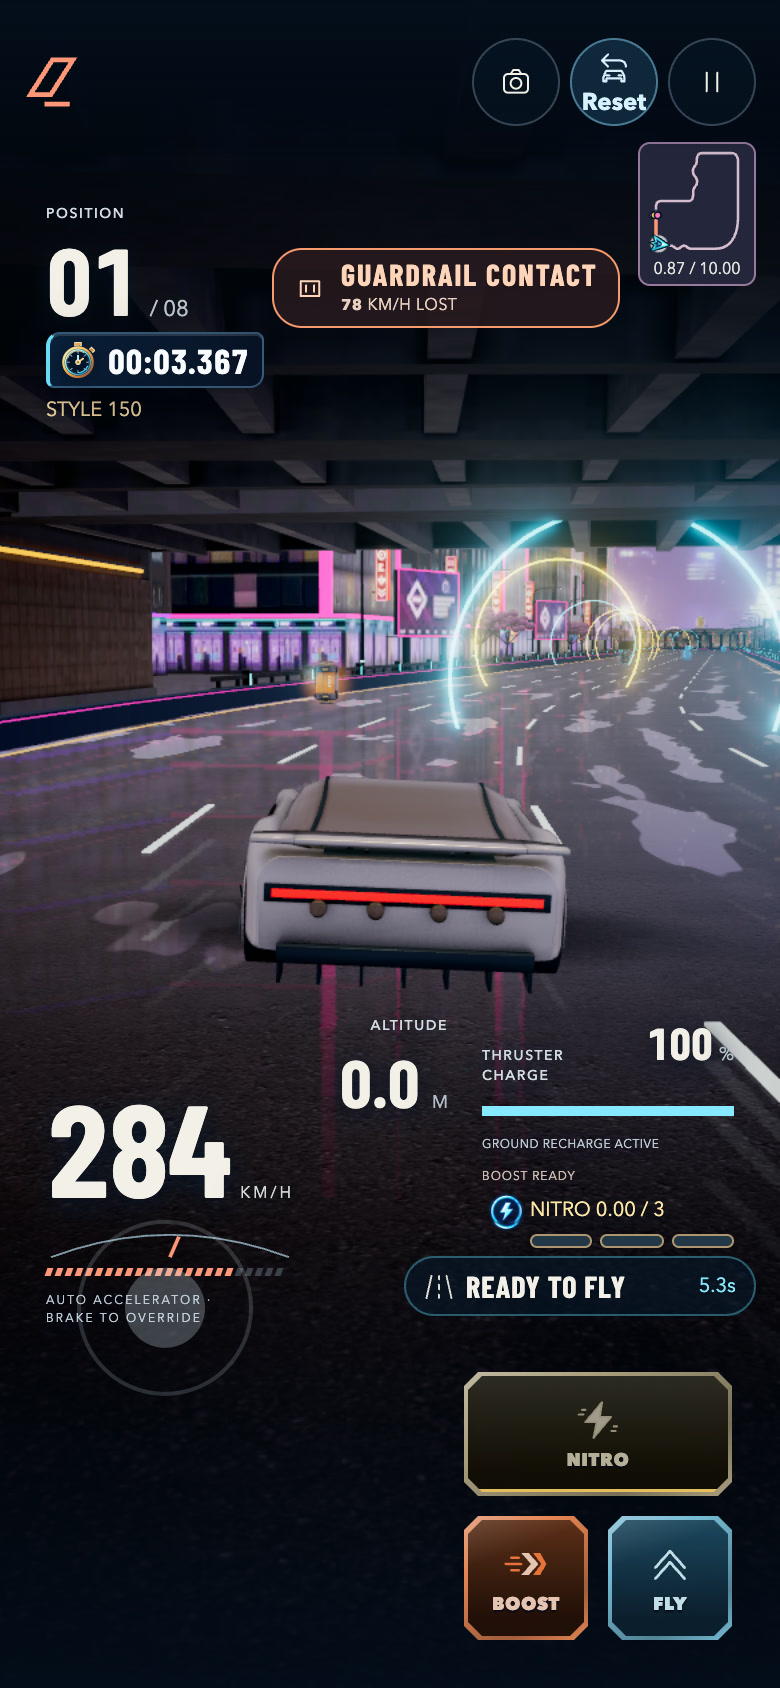 Reset
POSITION
01 / 08
GUARDRAIL CONTACT
78 KM/H LOST
0.87 / 10.00
00:03.367
STYLE 150
ALTITUDE
0.0 M
THRUSTER
CHARGE
100 %
GROUND RECHARGE ACTIVE
BOOST READY
NITRO 0.00 / 3
284 KM/H
AUTO ACCELERATOR ·
BRAKE TO OVERRIDE
READY TO FLY 5.3s
NITRO
BOOST
FLY